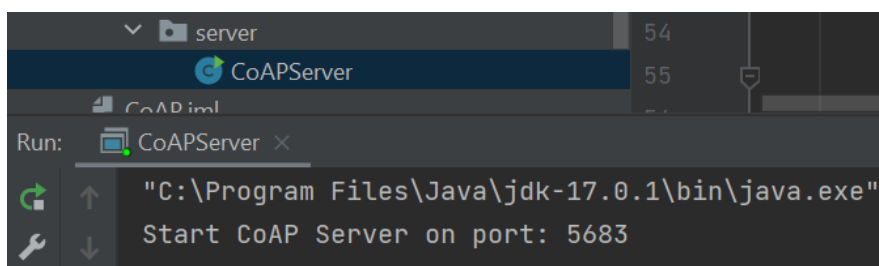 server
54
CoAPServer
55
CoAP.iml
Run:
CoAPServer
"C:\Program Files\Java\jdk-17.0.1\bin\java.exe"
Start CoAP Server on port: 5683